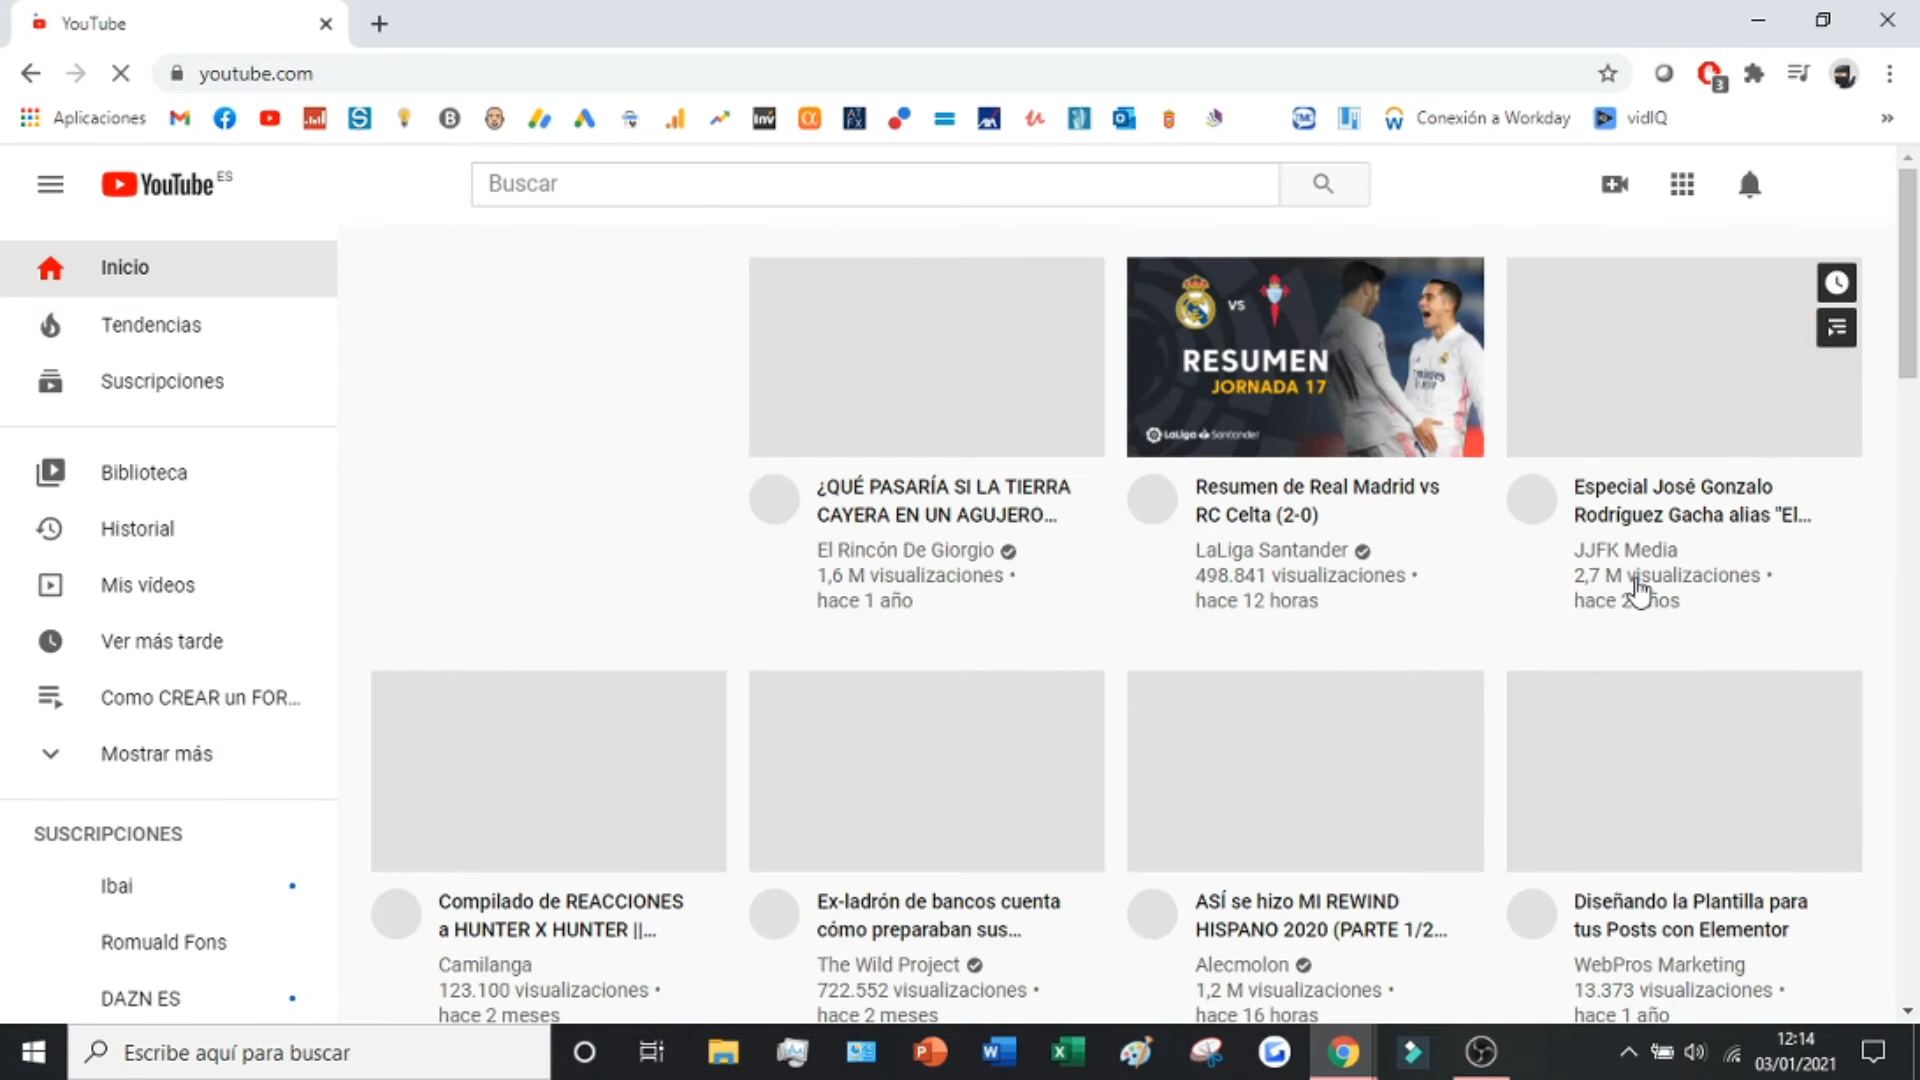 YouTube
youtube.com
3
Aplicaciones
Inv
AT
FX
Conexión a Workday
vidIQ
»
YouTube ES
Buscar
Inicio
Tendencias
Suscripciones
Biblioteca
Historial
Mis vídeos
Ver más tarde
Como CREAR un FOR...
Mostrar más
SUSCRIPCIONES
Ibai
Romuald Fons
DAZN ES
vs
RESUMEN
JORNADA 17
LaLiga Santander
¿QUÉ PASARÍA SI LA TIERRA
CAYERA EN UN AGUJERO...
El Rincón De Giorgio
1,6 M visualizaciones •
hace 1 año
Resumen de Real Madrid vs
RC Celta (2-0)
LaLiga Santander
498.841 visualizaciones •
hace 12 horas
Especial José Gonzalo
Rodríguez Gacha alias "El...
JJFK Media
2,7 M visualizaciones •
hace 2 años
Compilado de REACCIONES
a HUNTER X HUNTER ||...
Camilanga
123.100 visualizaciones •
hace 2 meses
Ex-ladrón de bancos cuenta
cómo preparaban sus...
The Wild Project
722.552 visualizaciones •
hace 2 meses
ASÍ se hizo MI REWIND
HISPANO 2020 (PARTE 1/2...
Alecmolon
1,2 M visualizaciones •
hace 16 horas
Diseñando la Plantilla para
tus Posts con Elementor
WebPros Marketing
13.373 visualizaciones •
hace 1 año
Escribe aquí para buscar
12:14
03/01/2021